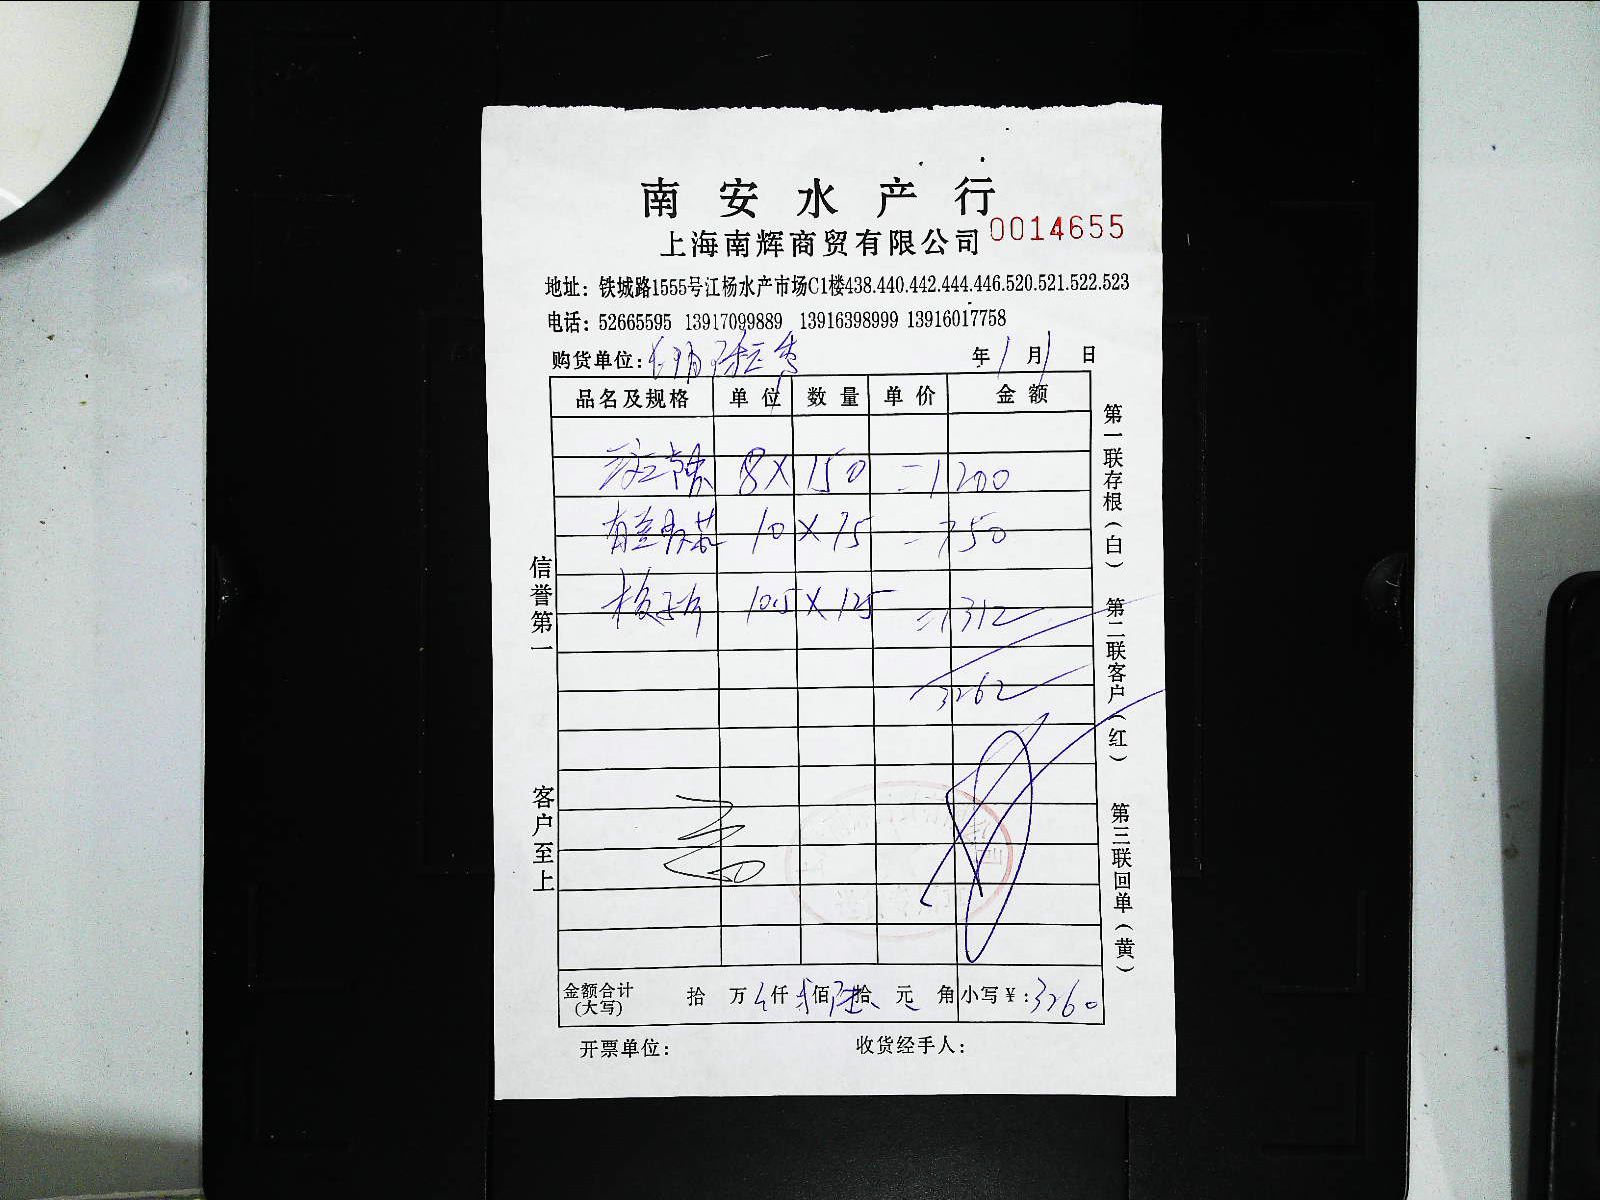 南安水产行
上海南辉商贸有限公司 0014655
地址：铁城路1555号江杨水产市场C1楼438.440.442.444.446.520.521.522.523
电话：52665595 13917099889 13916398999 13916017758
购货单位： 年1月1日
品名及规格 单位 数量 单价 金额
8×150=1200
10×75=750
10.5×125=1312
3262
金额合计(大写) 拾 万 仟 佰 拾 元 角 小写￥：3260
开票单位： 收货经手人：
信誉第一
客户至上
第一联存根（白）
第二联客户（红）
第三联回单（黄）